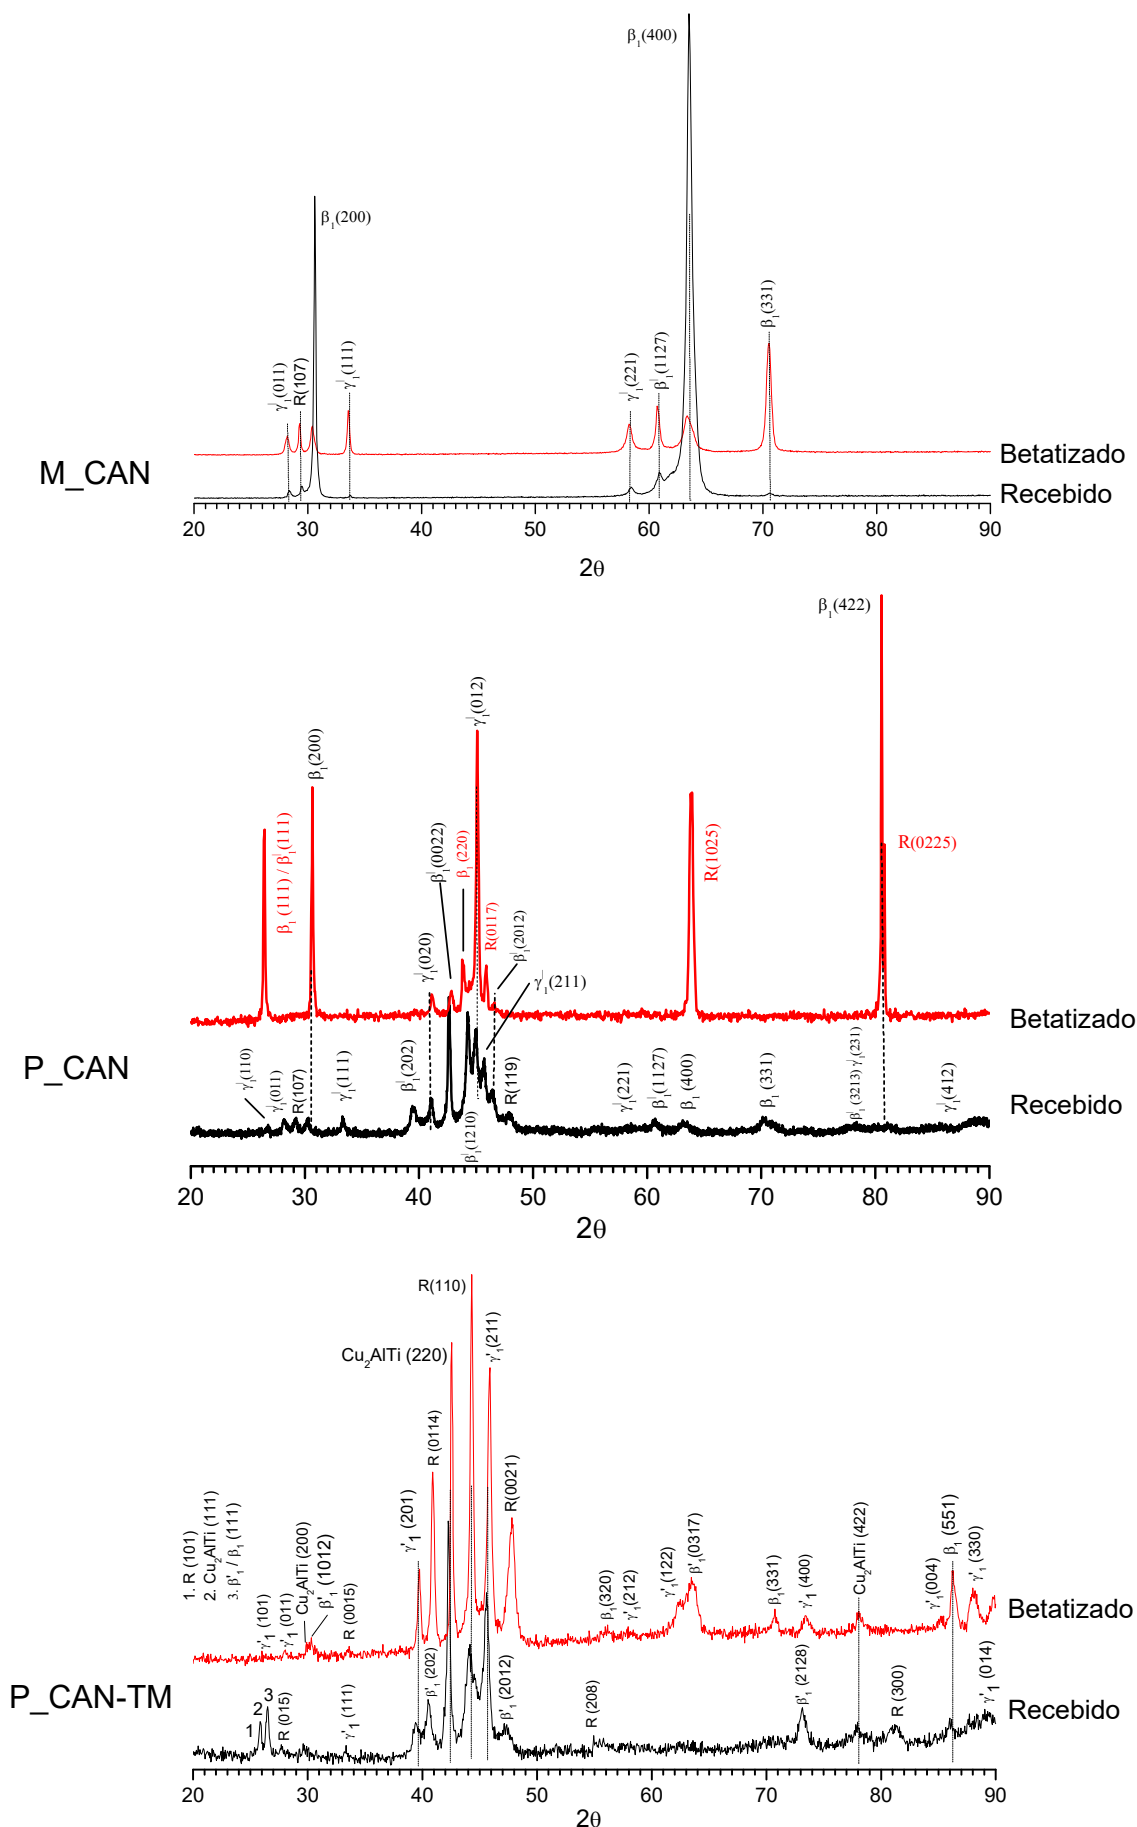 β₁(400)
β₁(200)
γ'₁(011)
R(107)
γ'₁(111)
γ'₁(221)
β'₁(1127)
β₁(331)
M_CAN
Betatizado
Recebido
20 30 40 50 60 70 80 90
2θ
β₁(422)
γ'₁(012)
β₁(200)
β₁(111) / β'₁(111)
γ'₁(020)
β'₁(0022)
β₁(220)
R(0117)
β'₁(2012)
γ'₁(211)
R(1025)
R(0225)
Betatizado
P_CAN
γ'₁(110)
γ'₁(011)
R(107)
γ'₁(111)
β'₁(202)
β'₁(1210)
R(119)
γ'₁(221)
β'₁(1127)
β₁(400)
β₁(331)
β'₁(3213) γ'₁(231)
γ'₁(412)
Recebido
20 30 40 50 60 70 80 90
2θ
R(110)
Cu₂AlTi (220)
γ'₁(211)
R (0114)
R(0021)
γ'₁ (201)
1. R (101)
2. Cu₂AlTi (111)
3. β'₁ / β₁ (111)
γ'₁ (101)
γ'₁ (011)
Cu₂AlTi (200)
β'₁ (1012)
R (0015)
β₁(320)
γ'₁(212)
γ'₁(122)
β'₁(0317)
β₁(331)
γ'₁ (400)
Cu₂AlTi (422)
γ'₁(004)
β₁ (551)
γ'₁ (330)
Betatizado
P_CAN-TM
1
2
3
R (015)
γ'₁ (111)
β'₁ (202)
β'₁ (2012)
R (208)
β'₁ (2128)
R (300)
γ'₁ (014)
Recebido
20 30 40 50 60 70 80 90
2θ